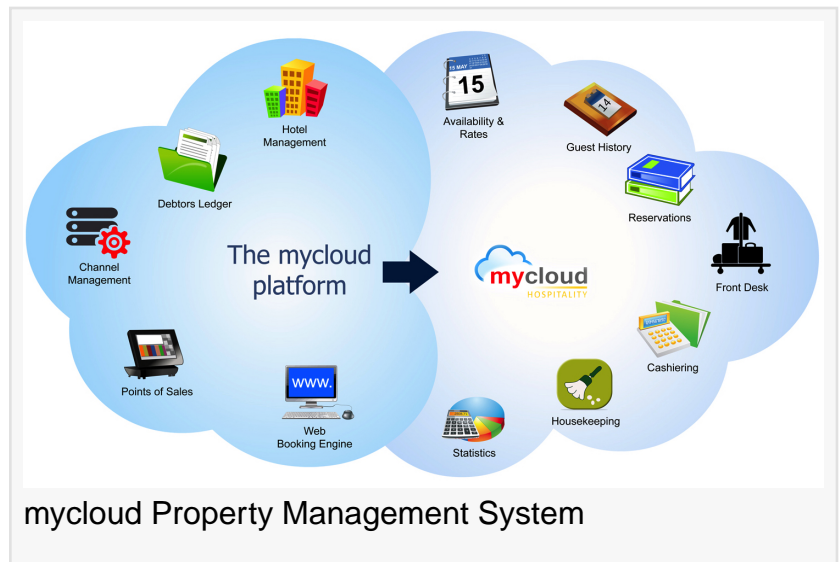 Hotel
Management
Debtors Ledger
Channel
Management
The mycloud
platform
Points of Sales
www.
Web
Booking Engine
15 MAY
15
Availability &
Rates
14
Guest History
Reservations
mycloud
HOSPITALITY
Front Desk
Cashiering
Housekeeping
Statistics
mycloud Property Management System